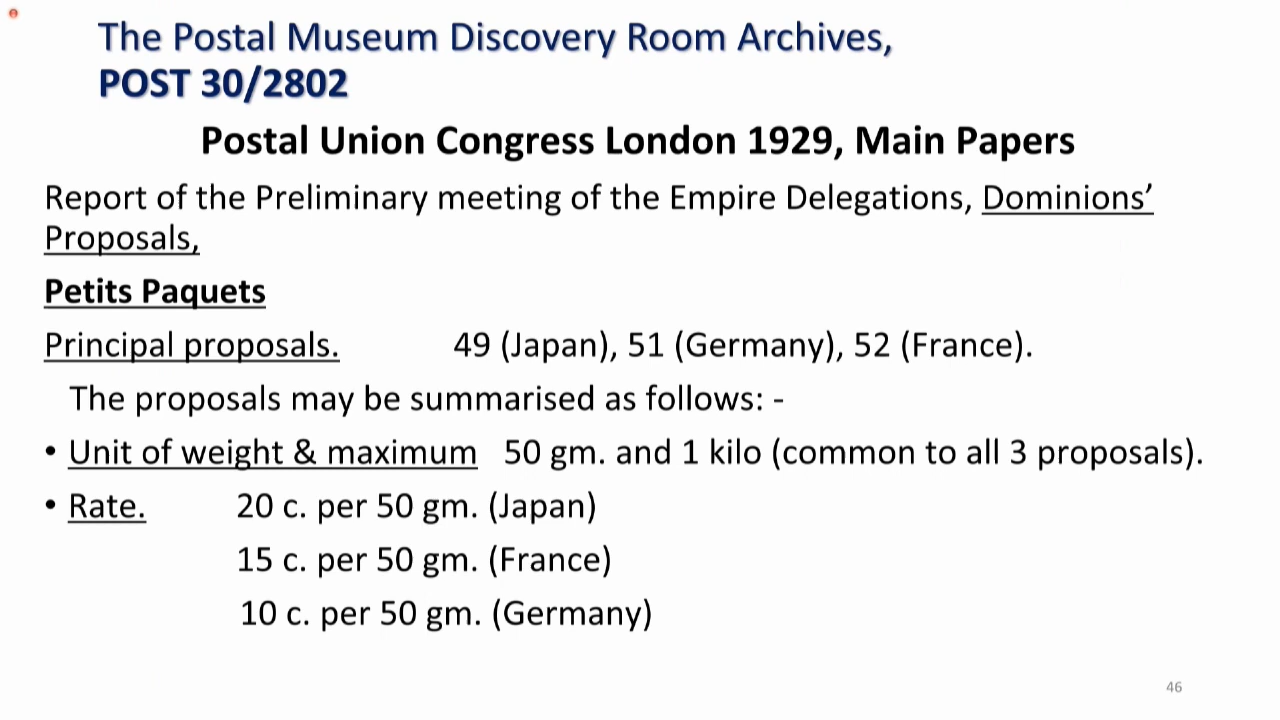 The Postal Museum Discovery Room Archives,
POST 30/2802
Postal Union Congress London 1929, Main Papers
Report of the Preliminary meeting of the Empire Delegations, Dominions’
Proposals,
Petits Paquets
Principal proposals. 49 (Japan), 51 (Germany), 52 (France).
The proposals may be summarised as follows: -
• Unit of weight & maximum 50 gm. and 1 kilo (common to all 3 proposals).
• Rate. 20 c. per 50 gm. (Japan)
15 c. per 50 gm. (France)
10 c. per 50 gm. (Germany)
46